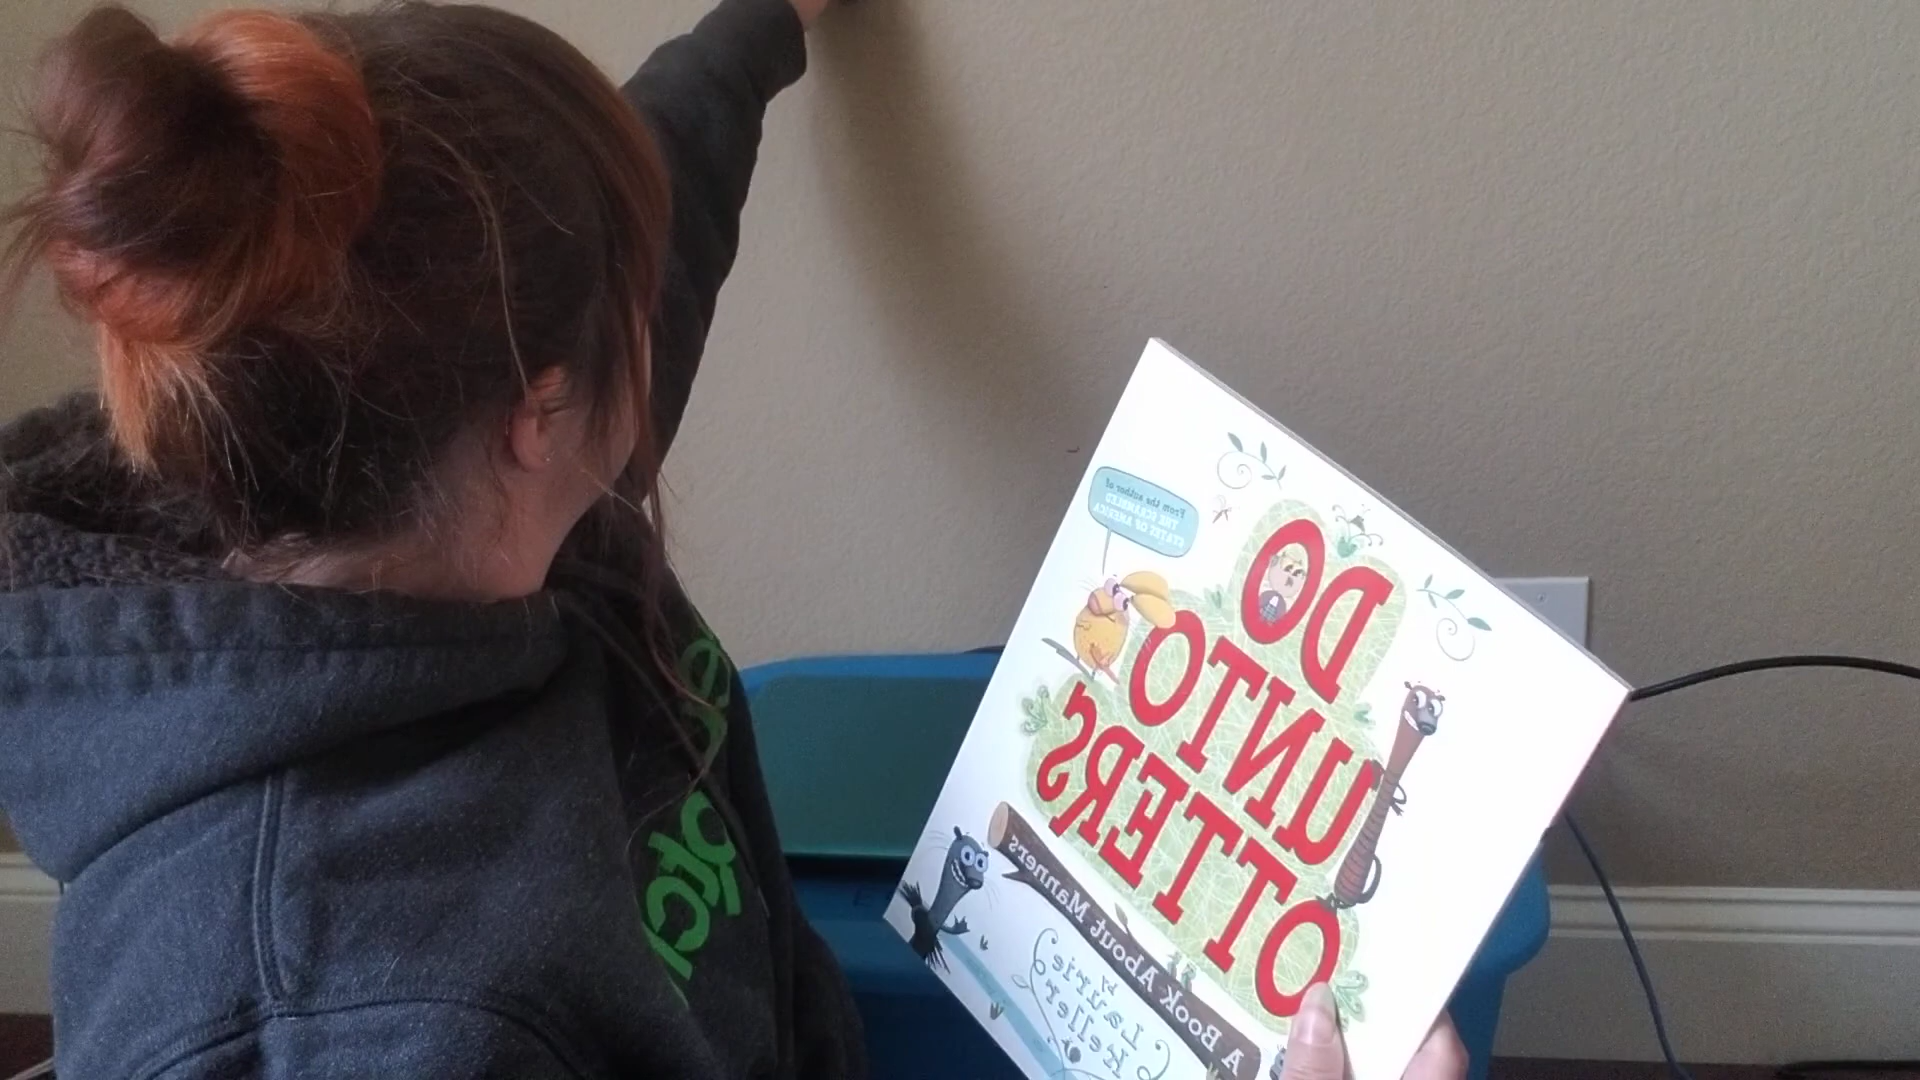 From the author of
THE SCRAMBLED
STATES OF AMERICA
DO
UNTO
OTTERS
A Book About Manners
by
Laurie
Keller